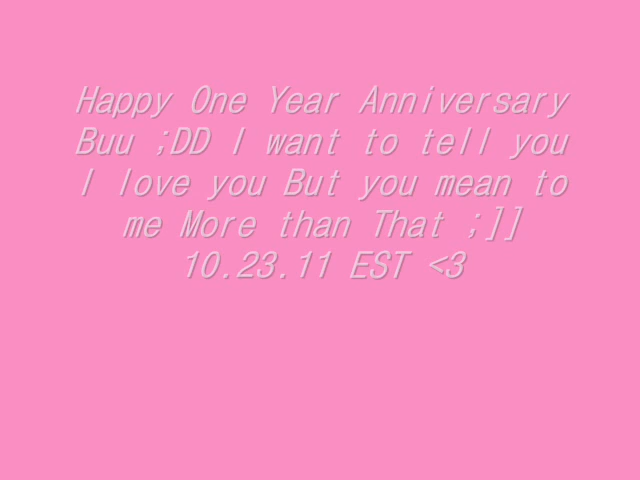 Happy One Year Anniversary
Buu ;DD I want to tell you
I love you But you mean to
me More than That ;]]
10.23.11 EST <3